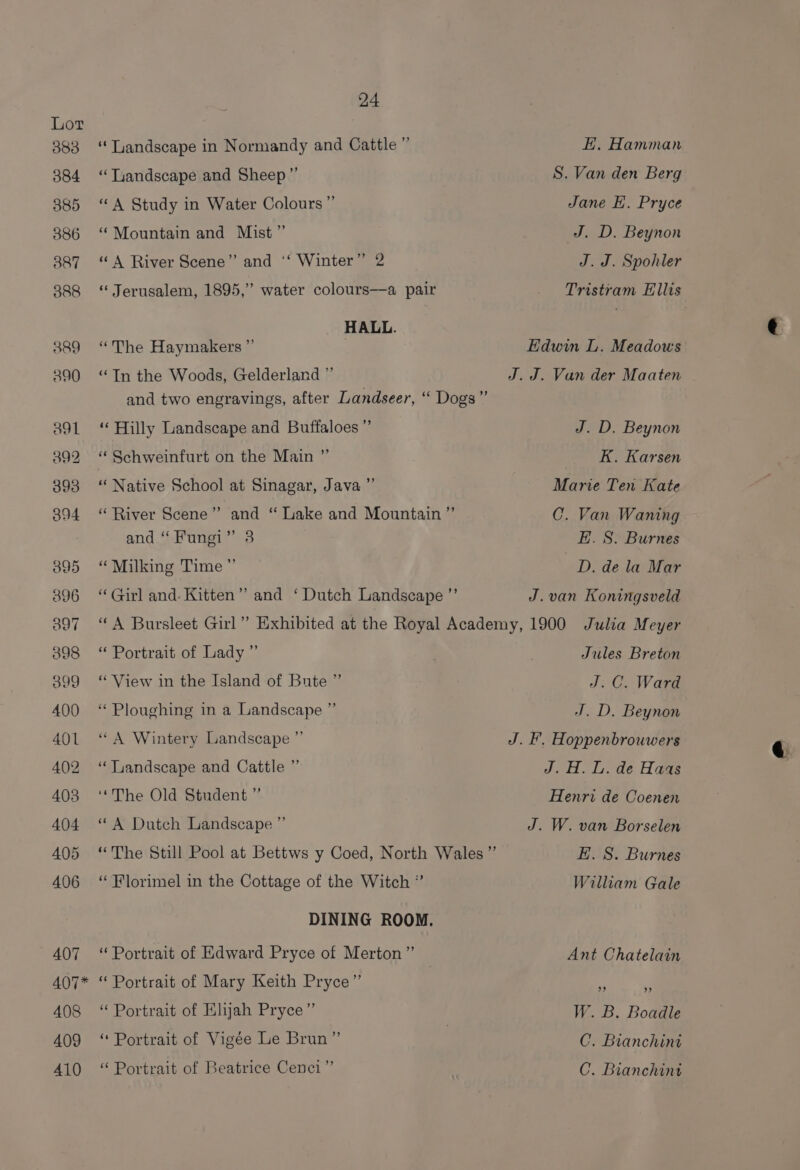 24
Lot
383 “Landscape in Normandy and Cattle” E. Hamman
384 “Landscape and Sheep” S. Van den Berg
385 “A Study in Water Colours” Jane E. Pryce
386 “Mountain and Mist” J. D. Beynon
387 “A River Scene” and “Winter” 2 J. J. Spohler
388 “Jerusalem, 1895,” water colours—a pair Tristram Ellis
HALL.
389 “The Haymakers” Edwin L. Meadows
390 “In the Woods, Gelderland” J. J. Van der Maaten
and two engravings, after Landseer, “Dogs”
391 “Hilly Landscape and Buffaloes” J. D. Beynon
392 “Schweinfurt on the Main” K. Karsen
393 “Native School at Sinagar, Java” Marie Ten Kate
394 “River Scene” and “Lake and Mountain” C. Van Waning
and “Fungi” 3 E. S. Burnes
395 “Milking Time” D. de la Mar
396 “Girl and Kitten” and ‘Dutch Landscape’’ J. van Koningsveld
397 “A Bursleet Girl” Exhibited at the Royal Academy, 1900 Julia Meyer
398 “Portrait of Lady” Jules Breton
399 “View in the Island of Bute” J. C. Ward
400 “Ploughing in a Landscape” J. D. Beynon
401 “A Wintery Landscape” J. F. Hoppenbrouwers
402 “Landscape and Cattle” J. H. L. de Haas
403 “The Old Student” Henri de Coenen
404 “A Dutch Landscape” J. W. van Borselen
405 “The Still Pool at Bettws y Coed, North Wales” E. S. Burnes
406 “Florimel in the Cottage of the Witch” William Gale
DINING ROOM.
407 “Portrait of Edward Pryce of Merton” Ant Chatelain
407* “Portrait of Mary Keith Pryce” ” ”
408 “Portrait of Elijah Pryce” W. B. Boadle
409 “Portrait of Vigée Le Brun” C. Bianchini
410 “Portrait of Beatrice Cenci” C. Bianchini